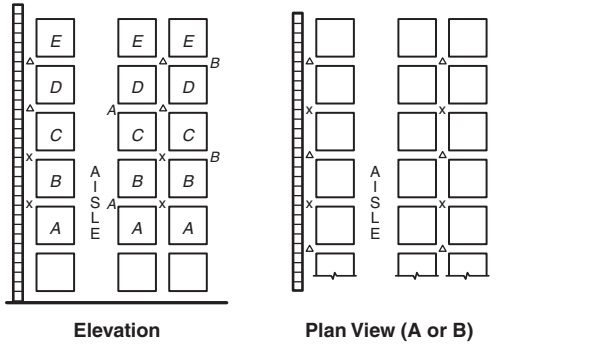 E E E
B
D D D
A
C C C
x x B
B B B
x A x
A A A
AISLE
Elevation
x x
x x
AISLE
Plan View (A or B)